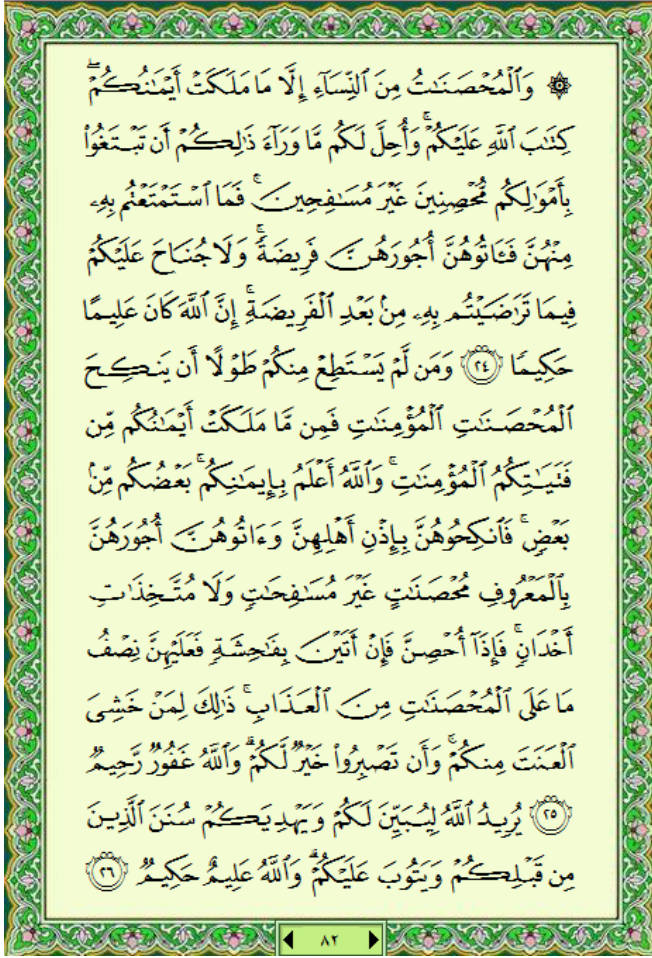 ۞ وَٱلْمُحْصَنَٰتُ مِنَ ٱلنِّسَآءِ إِلَّا مَا مَلَكَتْ أَيْمَٰنُكُمْ ۖ
كِتَٰبَ ٱللَّهِ عَلَيْكُمْ ۚ وَأُحِلَّ لَكُم مَّا وَرَآءَ ذَٰلِكُمْ أَن تَبْتَغُوا۟
بِأَمْوَٰلِكُم مُّحْصِنِينَ غَيْرَ مُسَٰفِحِينَ ۚ فَمَا ٱسْتَمْتَعْتُم بِهِۦ
مِنْهُنَّ فَـَٔاتُوهُنَّ أُجُورَهُنَّ فَرِيضَةً ۚ وَلَا جُنَاحَ عَلَيْكُمْ
فِيمَا تَرَٰضَيْتُم بِهِۦ مِنۢ بَعْدِ ٱلْفَرِيضَةِ ۚ إِنَّ ٱللَّهَ كَانَ عَلِيمًا
حَكِيمًا ٢٤ وَمَن لَّمْ يَسْتَطِعْ مِنكُمْ طَوْلًا أَن يَنكِحَ
ٱلْمُحْصَنَٰتِ ٱلْمُؤْمِنَٰتِ فَمِن مَّا مَلَكَتْ أَيْمَٰنُكُم مِّن
فَتَيَٰتِكُمُ ٱلْمُؤْمِنَٰتِ ۚ وَٱللَّهُ أَعْلَمُ بِإِيمَٰنِكُم ۚ بَعْضُكُم مِّنۢ
بَعْضٍ ۚ فَٱنكِحُوهُنَّ بِإِذْنِ أَهْلِهِنَّ وَءَاتُوهُنَّ أُجُورَهُنَّ
بِٱلْمَعْرُوفِ مُحْصَنَٰتٍ غَيْرَ مُسَٰفِحَٰتٍ وَلَا مُتَّخِذَٰتِ
أَخْدَانٍ ۚ فَإِذَآ أُحْصِنَّ فَإِنْ أَتَيْنَ بِفَٰحِشَةٍ فَعَلَيْهِنَّ نِصْفُ
مَا عَلَى ٱلْمُحْصَنَٰتِ مِنَ ٱلْعَذَابِ ۚ ذَٰلِكَ لِمَنْ خَشِىَ
ٱلْعَنَتَ مِنكُمْ ۚ وَأَن تَصْبِرُوا۟ خَيْرٌ لَّكُمْ ۗ وَٱللَّهُ غَفُورٌ رَّحِيمٌ
٢٥ يُرِيدُ ٱللَّهُ لِيُبَيِّنَ لَكُمْ وَيَهْدِيَكُمْ سُنَنَ ٱلَّذِينَ
مِن قَبْلِكُمْ وَيَتُوبَ عَلَيْكُمْ ۗ وَٱللَّهُ عَلِيمٌ حَكِيمٌ ٢٦
٨٢